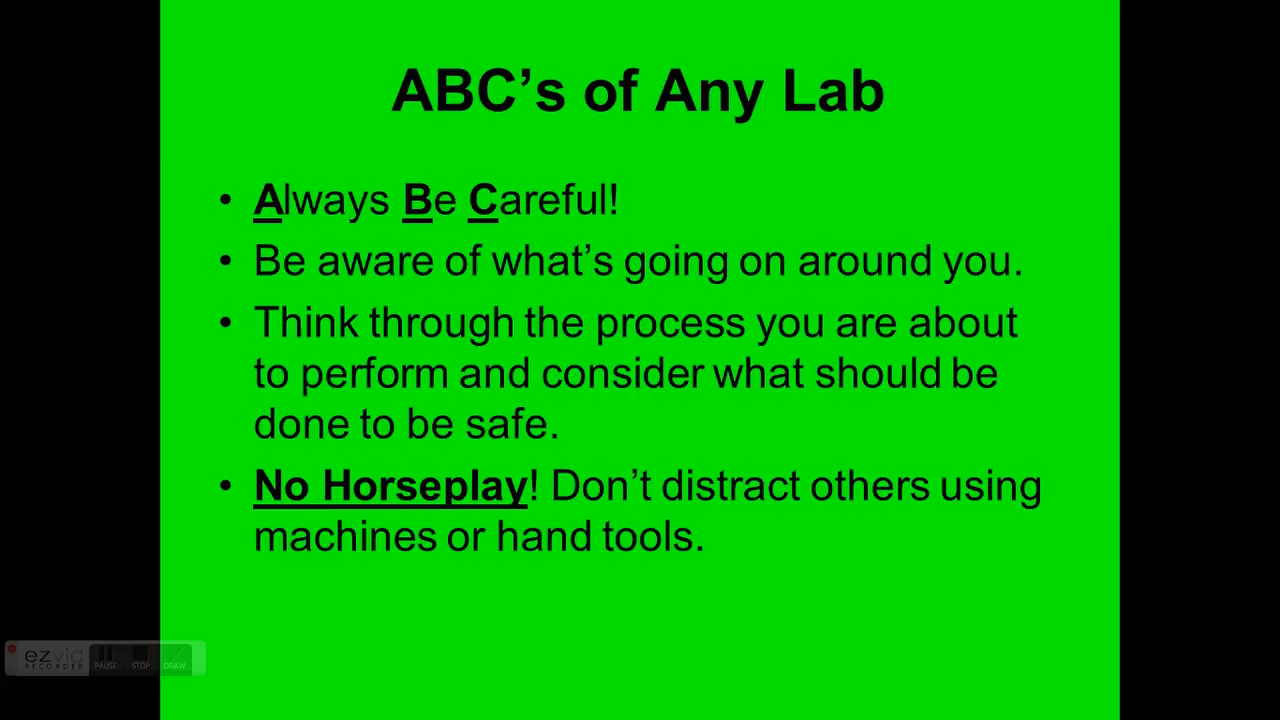 ABC’s of Any Lab
• Always Be Careful!
• Be aware of what’s going on around you.
• Think through the process you are about
to perform and consider what should be
done to be safe.
• No Horseplay! Don’t distract others using
machines or hand tools.
ezvid
RECORDER
PAUSE STOP DRAW